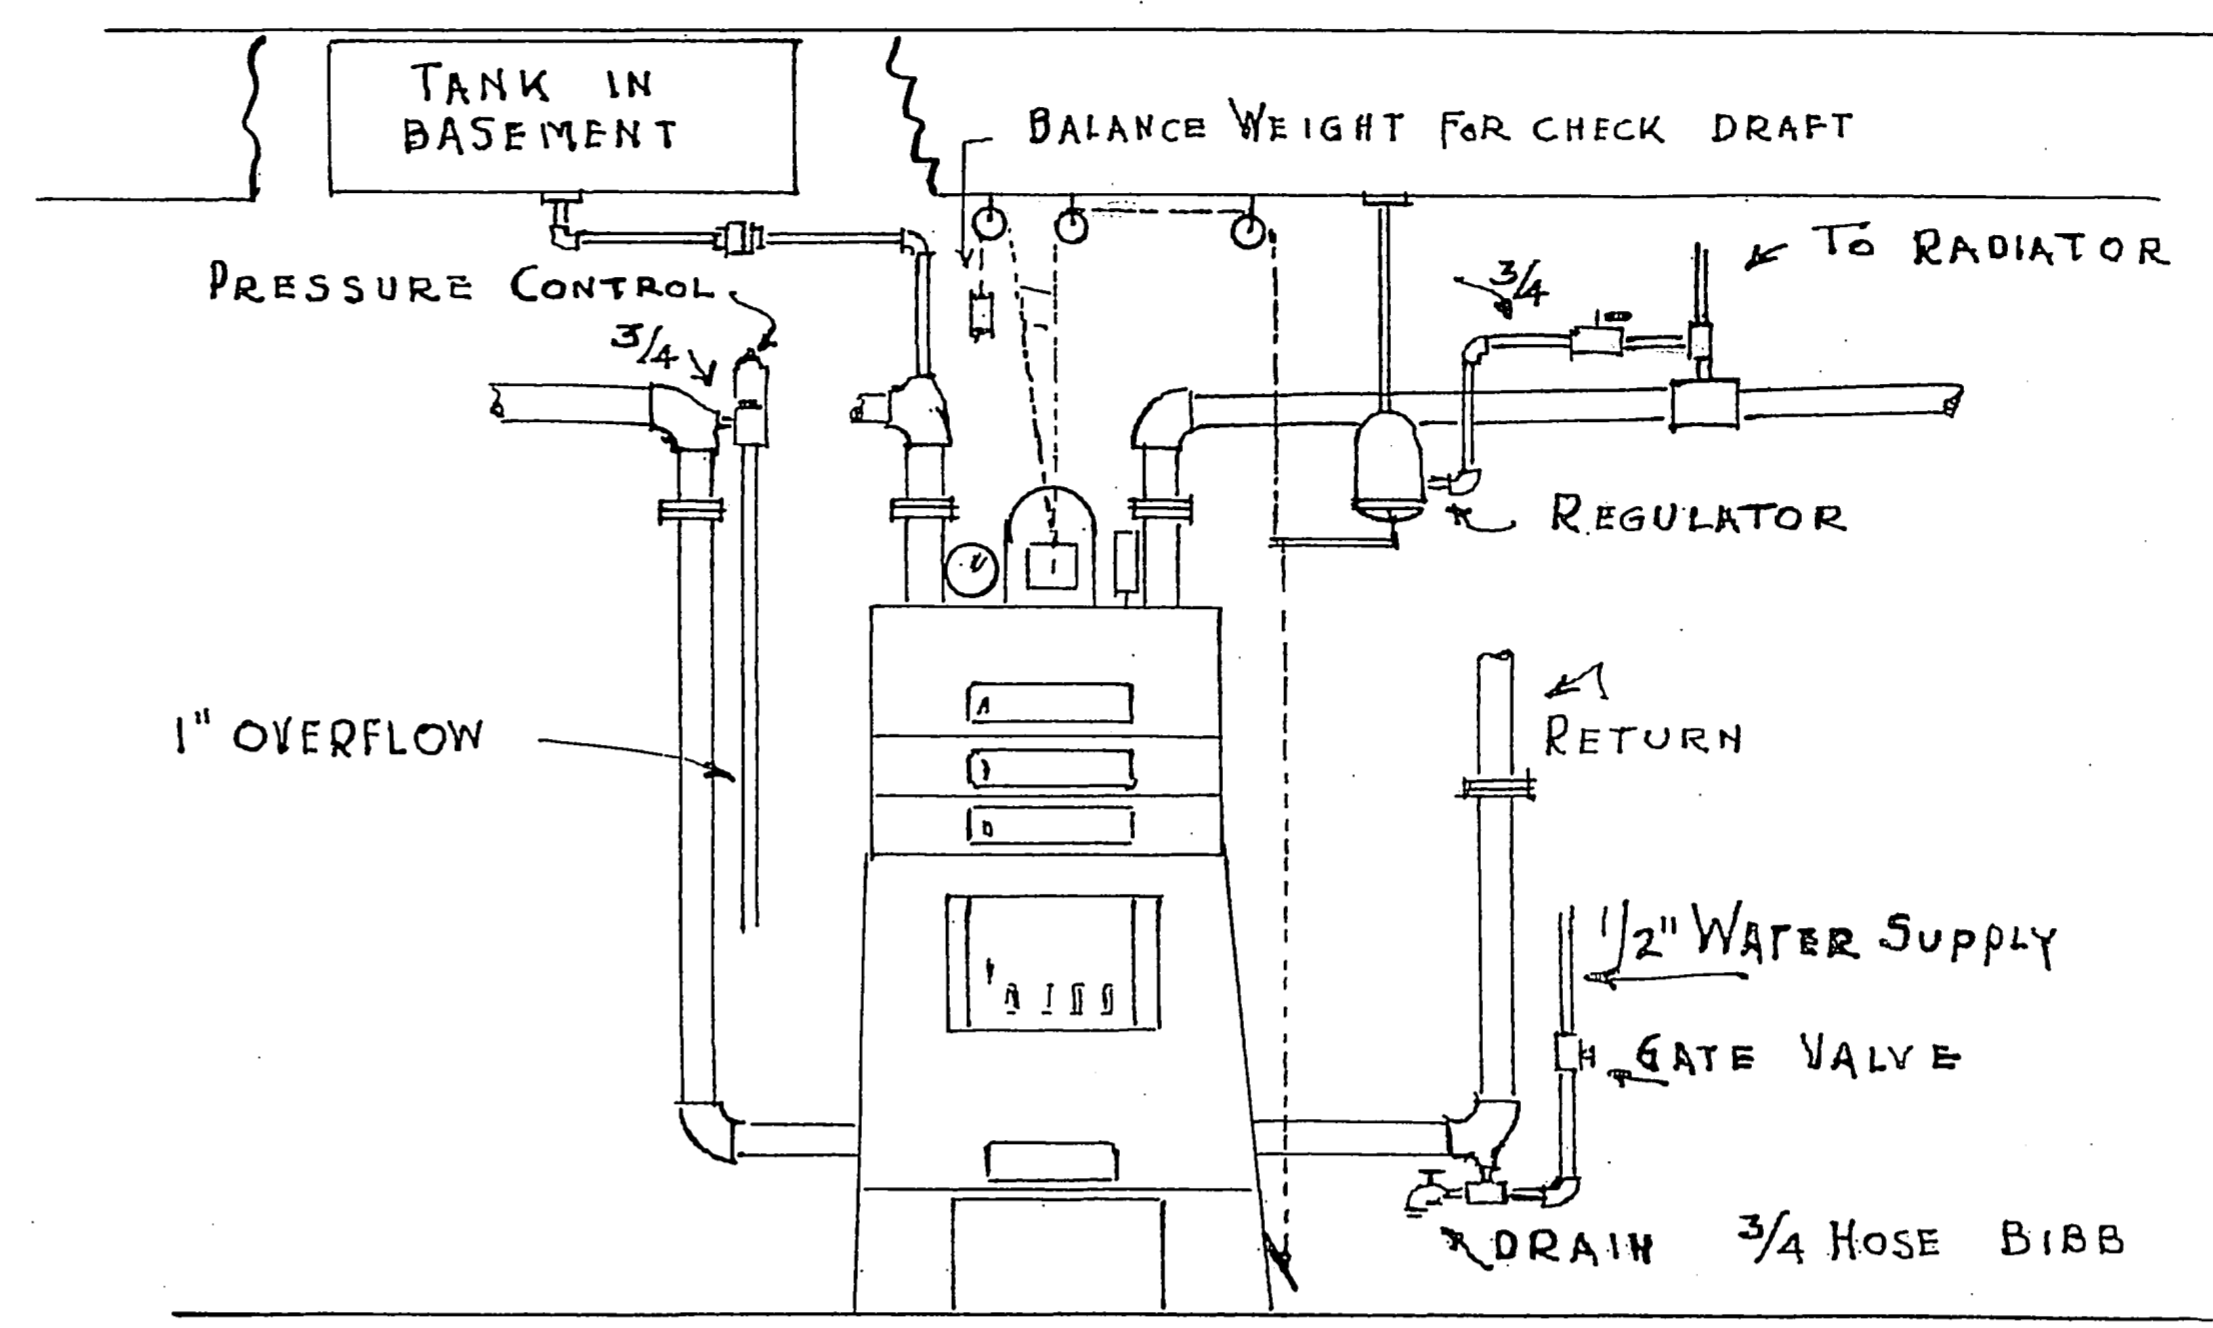 TANK IN
BASEMENT
BALANCE WEIGHT FOR CHECK DRAFT
TO RADIATOR
PRESSURE CONTROL
3/4
3/4
REGULATOR
1" OVERFLOW
RETURN
A
D
1/2" WATER SUPPLY
GATE VALVE
DRAIN 3/4 HOSE BIBB